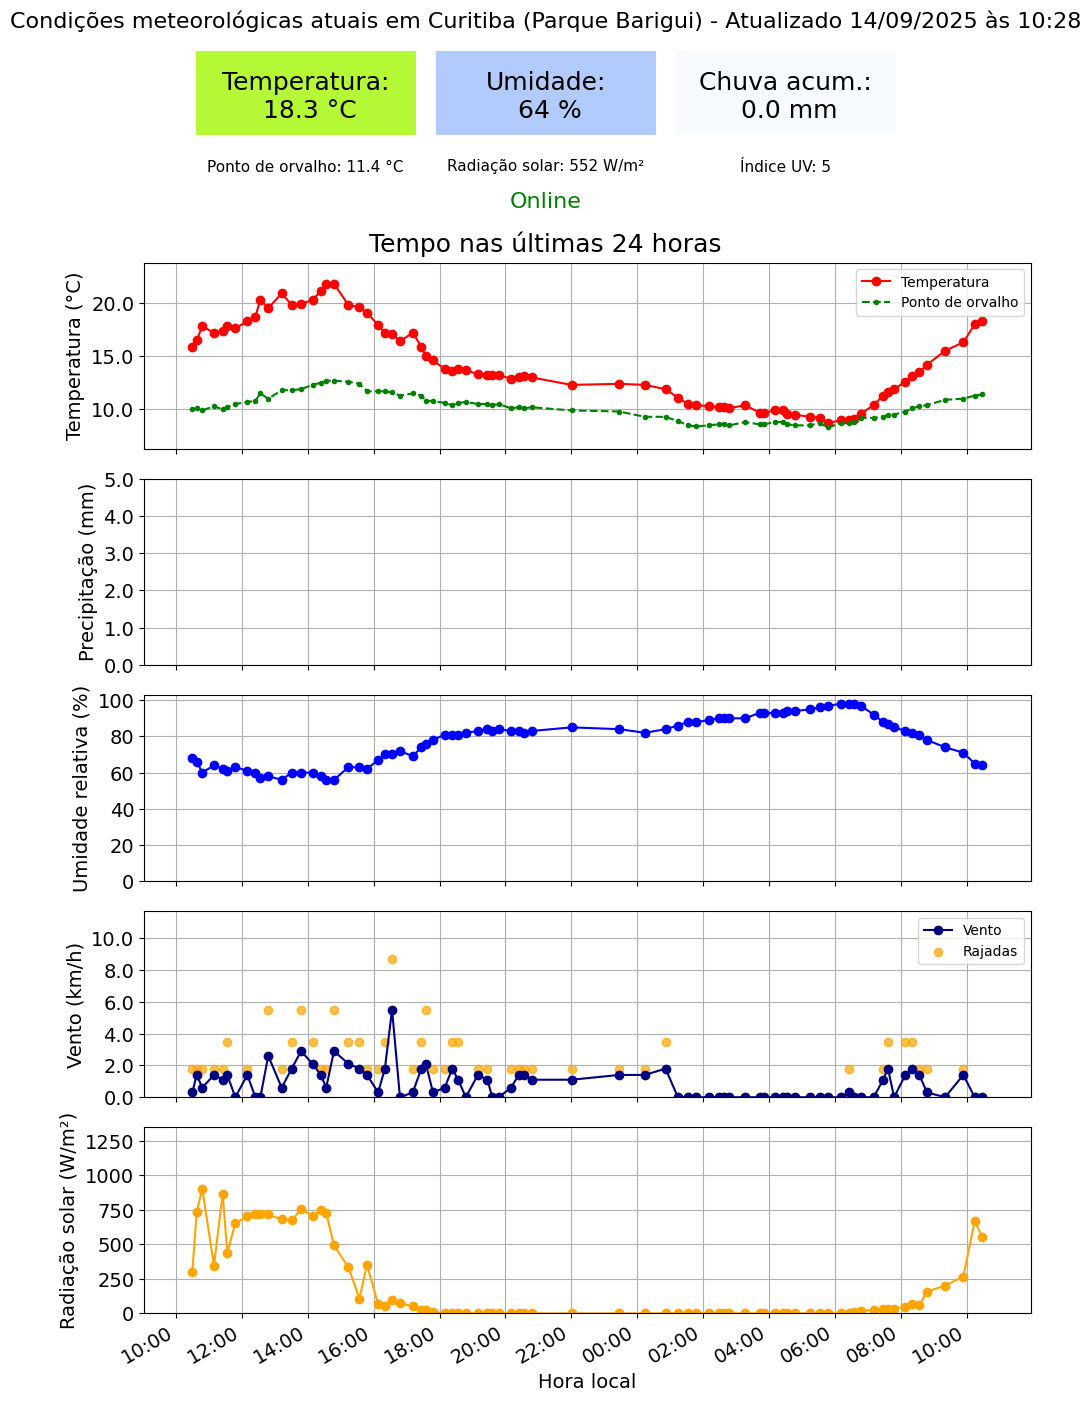 Condições meteorológicas atuais em Curitiba (Parque Barigui) - Atualizado 14/09/2025 às 10:28
Temperatura:
18.3 °C
Umidade:
64 %
Chuva acum.:
0.0 mm
Ponto de orvalho: 11.4 °C
Radiação solar: 552 W/m²
Índice UV: 5
Online
Tempo nas últimas 24 horas
Temperatura (°C)
20.0
15.0
10.0
Temperatura
Ponto de orvalho
Precipitação (mm)
5.0
4.0
3.0
2.0
1.0
0.0
Umidade relativa (%)
100
80
60
40
20
0
Vento (km/h)
10.0
8.0
6.0
4.0
2.0
0.0
Vento
Rajadas
Radiação solar (W/m²)
1250
1000
750
500
250
0
10:00
12:00
14:00
16:00
18:00
20:00
22:00
00:00
02:00
04:00
06:00
08:00
10:00
Hora local